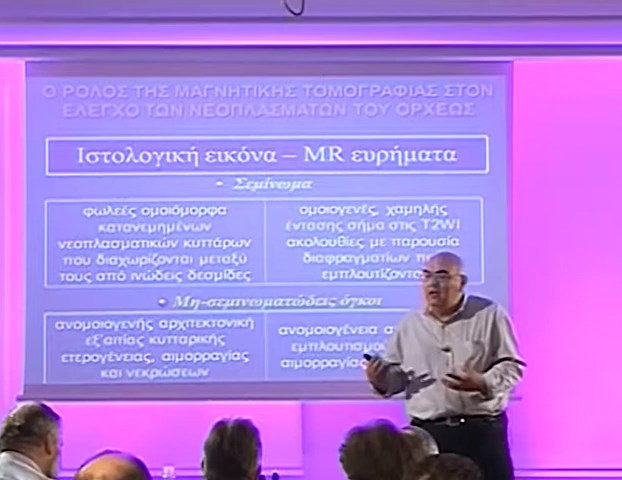 Ο ΡΟΛΟΣ ΤΗΣ ΜΑΓΝΗΤΙΚΗΣ ΤΟΜΟΓΡΑΦΙΑΣ ΣΤΟΝ
ΕΛΕΓΧΟ ΤΩΝ ΝΕΟΠΛΑΣΜΑΤΩΝ ΤΟΥ ΟΡΧΕΩΣ
Ιστολογική εικόνα – MR ευρήματα
• Σεμίνωμα
φωλεές ομοιόμορφα
κατανεμημένων
νεοπλασματικών κυττάρων
που διαχωρίζονται μεταξύ
τους από ινώδεις δεσμίδες
ομοιογενές, χαμηλής
έντασης σήμα στις T2WI
ακολουθίες με παρουσία
διαφραγματίων
εμπλουτίζοντα
• Μη-σεμινωματώδεις όγκοι
ανομοιογενής αρχιτεκτονική
εξ'αιτίας κυτταρικής
ετερογένειας, αιμορραγίας
και νεκρώσεων
ανομοιογένεια
εμπλουτισμο
αιμορραγία